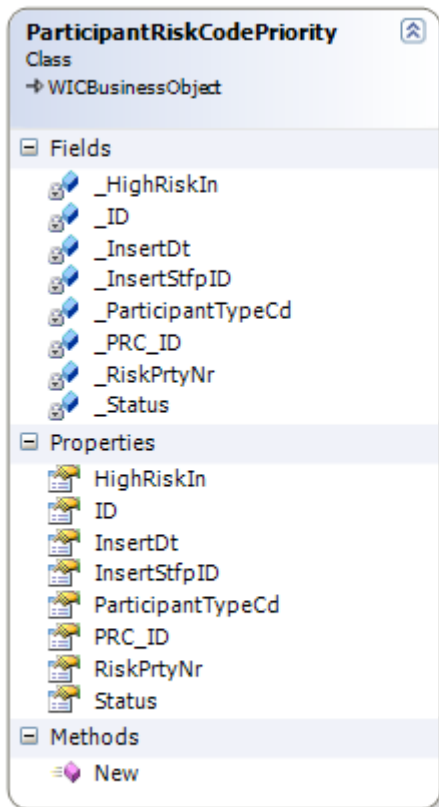 ParticipantRiskCodePriority
Class
WICBusinessObject
Fields
_HighRiskIn
_ID
_InsertDt
_InsertStfpID
_ParticipantTypeCd
_PRC_ID
_RiskPrtyNr
_Status
Properties
HighRiskIn
ID
InsertDt
InsertStfpID
ParticipantTypeCd
PRC_ID
RiskPrtyNr
Status
Methods
New